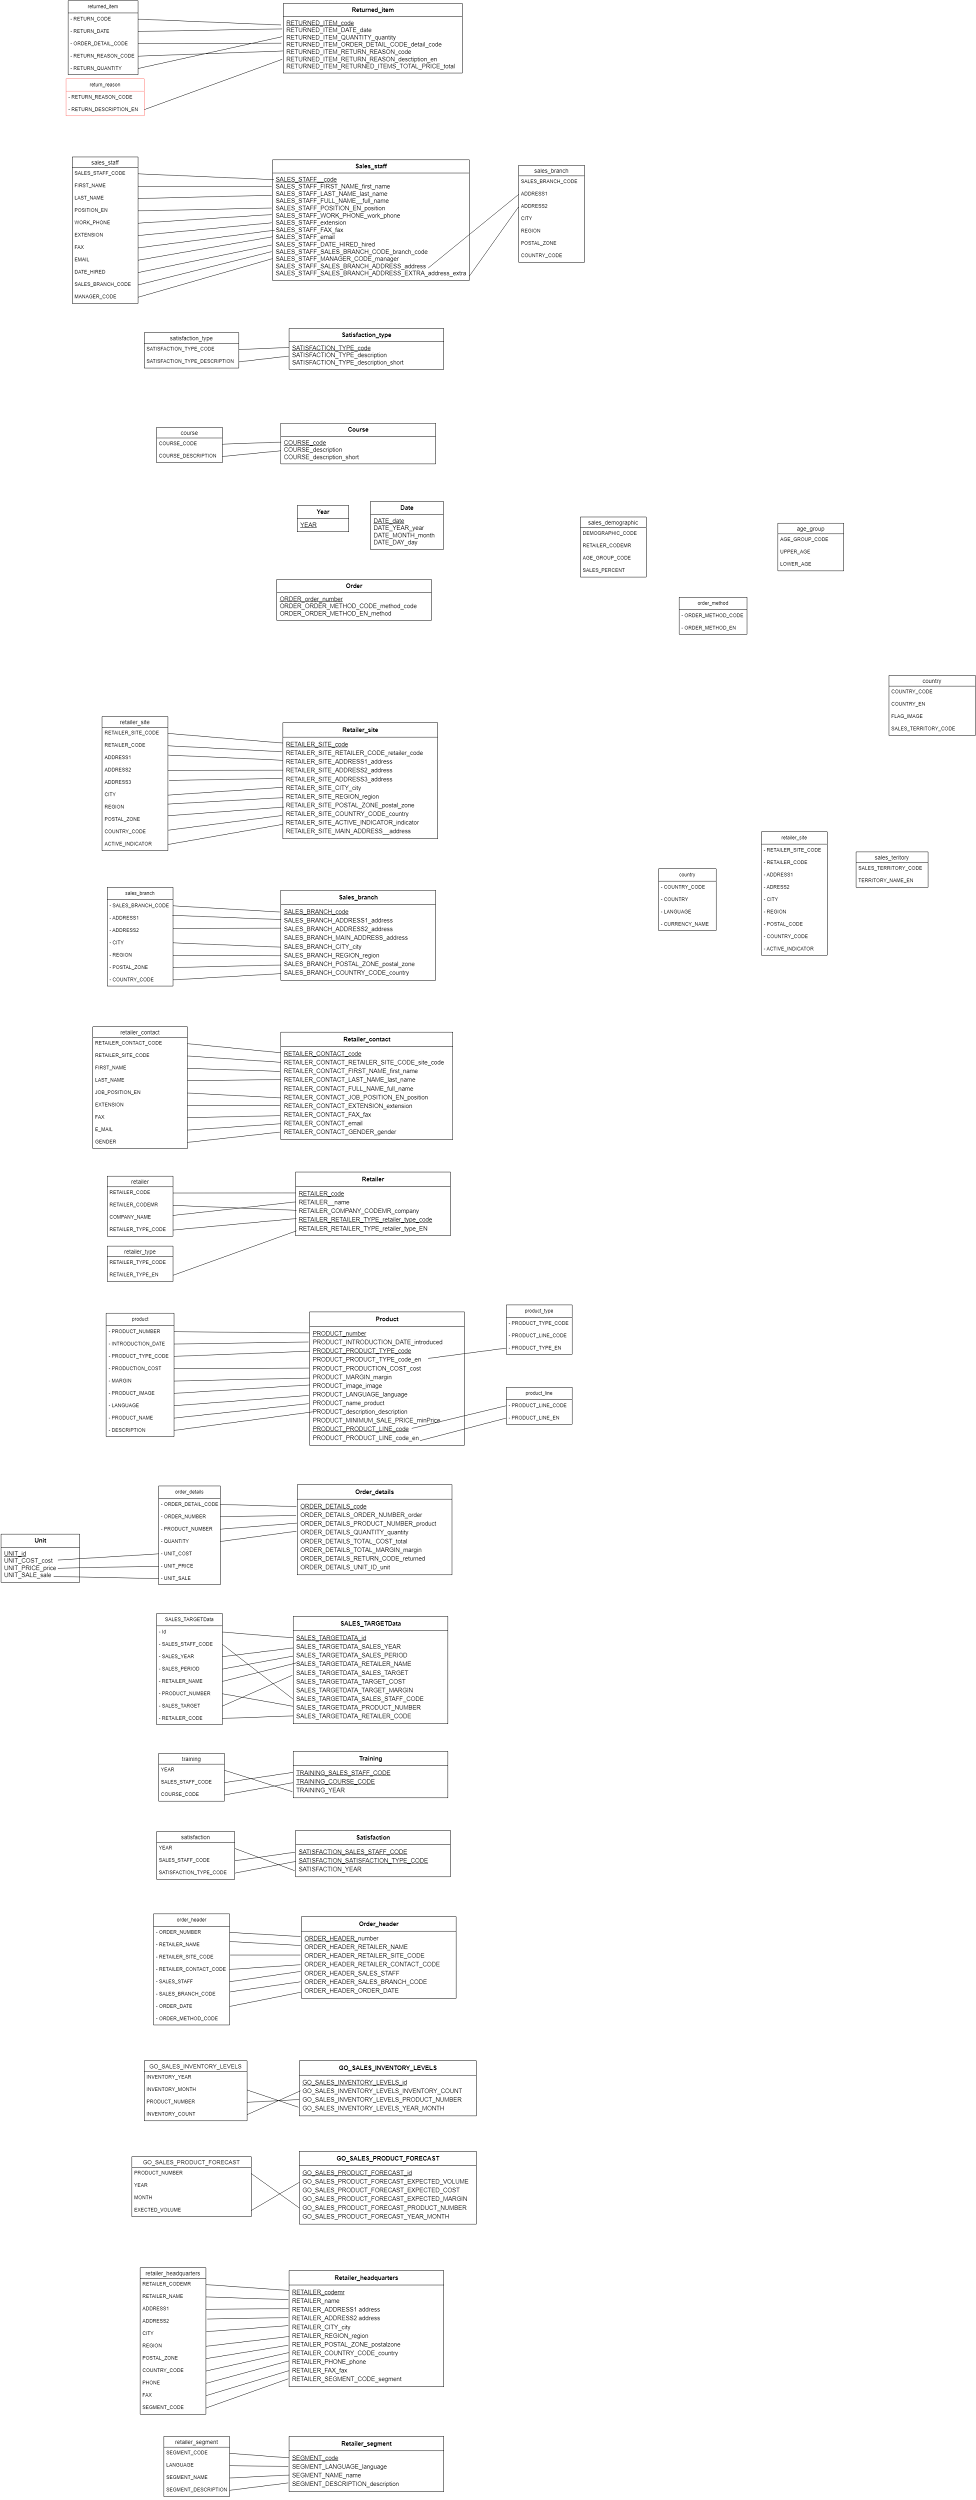 returned_item
- RETURN_CODE
- RETURN_DATE
- ORDER_DETAIL_CODE
- RETURN_REASON_CODE
- RETURN_QUANTITY
Returned_item
RETURNED_ITEM_code
RETURNED_ITEM_DATE_date
RETURNED_ITEM_QUANTITY_quantity
RETURNED_ITEM_ORDER_DETAIL_CODE_detail_code
RETURNED_ITEM_RETURN_REASON_code
RETURNED_ITEM_RETURN_REASON_desctiption_en
RETURNED_ITEM_RETURNED_ITEMS_TOTAL_PRICE_total
return_reason
- RETURN_REASON_CODE
- RETURN_DESCRIPTION_EN
sales_staff
SALES_STAFF_CODE
FIRST_NAME
LAST_NAME
POSITION_EN
WORK_PHONE
EXTENSION
FAX
EMAIL
DATE_HIRED
SALES_BRANCH_CODE
MANAGER_CODE
Sales_staff
SALES_STAFF__code
SALES_STAFF_FIRST_NAME_first_name
SALES_STAFF_LAST_NAME_last_name
SALES_STAFF_FULL_NAME__full_name
SALES_STAFF_POSITION_EN_position
SALES_STAFF_WORK_PHONE_work_phone
SALES_STAFF_extension
SALES_STAFF_FAX_fax
SALES_STAFF_email
SALES_STAFF_DATE_HIRED_hired
SALES_STAFF_SALES_BRANCH_CODE_branch_code
SALES_STAFF_MANAGER_CODE_manager
SALES_STAFF_SALES_BRANCH_ADDRESS_address
SALES_STAFF_SALES_BRANCH_ADDRESS_EXTRA_address_extra
sales_branch
SALES_BRANCH_CODE
ADDRESS1
ADDRESS2
CITY
REGION
POSTAL_ZONE
COUNTRY_CODE
satisfaction_type
SATISFACTION_TYPE_CODE
SATISFACTION_TYPE_DESCRIPTION
Satisfaction_type
SATISFACTION_TYPE_code
SATISFACTION_TYPE_description
SATISFACTION_TYPE_description_short
course
COURSE_CODE
COURSE_DESCRIPTION
Course
COURSE_code
COURSE_description
COURSE_description_short
Year
YEAR
Date
DATE_date
DATE_YEAR_year
DATE_MONTH_month
DATE_DAY_day
sales_demographic
DEMOGRAPHIC_CODE
RETAILER_CODEMR
AGE_GROUP_CODE
SALES_PERCENT
age_group
AGE_GROUP_CODE
UPPER_AGE
LOWER_AGE
Order
ORDER_order_number
ORDER_ORDER_METHOD_CODE_method_code
ORDER_ORDER_METHOD_EN_method
order_method
- ORDER_METHOD_CODE
- ORDER_METHOD_EN
country
COUNTRY_CODE
COUNTRY_EN
FLAG_IMAGE
SALES_TERRITORY_CODE
retailer_site
RETAILER_SITE_CODE
RETAILER_CODE
ADDRESS1
ADDRESS2
ADDRESS3
CITY
REGION
POSTAL_ZONE
COUNTRY_CODE
ACTIVE_INDICATOR
Retailer_site
RETAILER_SITE_code
RETAILER_SITE_RETAILER_CODE_retailer_code
RETAILER_SITE_ADDRESS1_address
RETAILER_SITE_ADDRESS2_address
RETAILER_SITE_ADDRESS3_address
RETAILER_SITE_CITY_city
RETAILER_SITE_REGION_region
RETAILER_SITE_POSTAL_ZONE_postal_zone
RETAILER_SITE_COUNTRY_CODE_country
RETAILER_SITE_ACTIVE_INDICATOR_indicator
RETAILER_SITE_MAIN_ADDRESS__address
retailer_site
- RETAILER_SITE_CODE
- RETAILER_CODE
- ADDRESS1
- ADRESS2
- CITY
- REGION
- POSTAL_CODE
- COUNTRY_CODE
- ACTIVE_INDICATOR
sales_teritory
SALES_TERRITORY_CODE
TERRITORY_NAME_EN
country
- COUNTRY_CODE
- COUNTRY
- LANGUAGE
- CURRENCY_NAME
sales_branch
- SALES_BRANCH_CODE
- ADDRESS1
- ADDRESS2
- CITY
- REGION
- POSTAL_ZONE
- COUNTRY_CODE
Sales_branch
SALES_BRANCH_code
SALES_BRANCH_ADDRESS1_address
SALES_BRANCH_ADDRESS2_address
SALES_BRANCH_MAIN_ADDRESS_address
SALES_BRANCH_CITY_city
SALES_BRANCH_REGION_region
SALES_BRANCH_POSTAL_ZONE_postal_zone
SALES_BRANCH_COUNTRY_CODE_country
retailer_contact
RETAILER_CONTACT_CODE
RETAILER_SITE_CODE
FIRST_NAME
LAST_NAME
JOB_POSITION_EN
EXTENSION
FAX
E_MAIL
GENDER
Retailer_contact
RETAILER_CONTACT_code
RETAILER_CONTACT_RETAILER_SITE_CODE_site_code
RETAILER_CONTACT_FIRST_NAME_first_name
RETAILER_CONTACT_LAST_NAME_last_name
RETAILER_CONTACT_FULL_NAME_full_name
RETAILER_CONTACT_JOB_POSITION_EN_position
RETAILER_CONTACT_EXTENSION_extension
RETAILER_CONTACT_FAX_fax
RETAILER_CONTACT_email
RETAILER_CONTACT_GENDER_gender
retailer
RETAILER_CODE
RETAILER_CODEMR
COMPANY_NAME
RETAILER_TYPE_CODE
Retailer
RETAILER_code
RETAILER__name
RETAILER_COMPANY_CODEMR_company
RETAILER_RETAILER_TYPE_retailer_type_code
RETAILER_RETAILER_TYPE_retailer_type_EN
retailer_type
RETAILER_TYPE_CODE
RETAILER_TYPE_EN
product
- PRODUCT_NUMBER
- INTRODUCTION_DATE
- PRODUCT_TYPE_CODE
- PRODUCTION_COST
- MARGIN
- PRODUCT_IMAGE
- LANGUAGE
- PRODUCT_NAME
- DESCRIPTION
Product
PRODUCT_number
PRODUCT_INTRODUCTION_DATE_introduced
PRODUCT_PRODUCT_TYPE_code
PRODUCT_PRODUCT_TYPE_code_en
PRODUCT_PRODUCTION_COST_cost
PRODUCT_MARGIN_margin
PRODUCT_image_image
PRODUCT_LANGUAGE_language
PRODUCT_name_product
PRODUCT_description_description
PRODUCT_MINIMUM_SALE_PRICE_minPrice
PRODUCT_PRODUCT_LINE_code
PRODUCT_PRODUCT_LINE_code_en
product_type
- PRODUCT_TYPE_CODE
- PRODUCT_LINE_CODE
- PRODUCT_TYPE_EN
product_line
- PRODUCT_LINE_CODE
- PRODUCT_LINE_EN
Unit
UNIT_id
UNIT_COST_cost
UNIT_PRICE_price
UNIT_SALE_sale
order_details
- ORDER_DETAIL_CODE
- ORDER_NUMBER
- PRODUCT_NUMBER
- QUANTITY
- UNIT_COST
- UNIT_PRICE
- UNIT_SALE
Order_details
ORDER_DETAILS_code
ORDER_DETAILS_ORDER_NUMBER_order
ORDER_DETAILS_PRODUCT_NUMBER_product
ORDER_DETAILS_QUANTITY_quantity
ORDER_DETAILS_TOTAL_COST_total
ORDER_DETAILS_TOTAL_MARGIN_margin
ORDER_DETAILS_RETURN_CODE_returned
ORDER_DETAILS_UNIT_ID_unit
SALES_TARGETData
- Id
- SALES_STAFF_CODE
- SALES_YEAR
- SALES_PERIOD
- RETAILER_NAME
- PRODUCT_NUMBER
- SALES_TARGET
- RETAILER_CODE
SALES_TARGETData
SALES_TARGETDATA_id
SALES_TARGETDATA_SALES_YEAR
SALES_TARGETDATA_SALES_PERIOD
SALES_TARGETDATA_RETAILER_NAME
SALES_TARGETDATA_SALES_TARGET
SALES_TARGETDATA_TARGET_COST
SALES_TARGETDATA_TARGET_MARGIN
SALES_TARGETDATA_SALES_STAFF_CODE
SALES_TARGETDATA_PRODUCT_NUMBER
SALES_TARGETDATA_RETAILER_CODE
training
YEAR
SALES_STAFF_CODE
COURSE_CODE
Training
TRAINING_SALES_STAFF_CODE
TRAINING_COURSE_CODE
TRAINING_YEAR
satisfaction
YEAR
SALES_STAFF_CODE
SATISFACTION_TYPE_CODE
Satisfaction
SATISFACTION_SALES_STAFF_CODE
SATISFACTION_SATISFACTION_TYPE_CODE
SATISFACTION_YEAR
order_header
- ORDER_NUMBER
- RETAILER_NAME
- RETAILER_SITE_CODE
- RETAILER_CONTACT_CODE
- SALES_STAFF
- SALES_BRANCH_CODE
- ORDER_DATE
- ORDER_METHOD_CODE
Order_header
ORDER_HEADER_number
ORDER_HEADER_RETAILER_NAME
ORDER_HEADER_RETAILER_SITE_CODE
ORDER_HEADER_RETAILER_CONTACT_CODE
ORDER_HEADER_SALES_STAFF
ORDER_HEADER_SALES_BRANCH_CODE
ORDER_HEADER_ORDER_DATE
GO_SALES_INVENTORY_LEVELS
INVENTORY_YEAR
INVENTORY_MONTH
PRODUCT_NUMBER
INVENTORY_COUNT
GO_SALES_INVENTORY_LEVELS
GO_SALES_INVENTORY_LEVELS_id
GO_SALES_INVENTORY_LEVELS_INVENTORY_COUNT
GO_SALES_INVENTORY_LEVELS_PRODUCT_NUMBER
GO_SALES_INVENTORY_LEVELS_YEAR_MONTH
GO_SALES_PRODUCT_FORECAST
PRODUCT_NUMBER
YEAR
MONTH
EXECTED_VOLUME
GO_SALES_PRODUCT_FORECAST
GO_SALES_PRODUCT_FORECAST_id
GO_SALES_PRODUCT_FORECAST_EXPECTED_VOLUME
GO_SALES_PRODUCT_FORECAST_EXPECTED_COST
GO_SALES_PRODUCT_FORECAST_EXPECTED_MARGIN
GO_SALES_PRODUCT_FORECAST_PRODUCT_NUMBER
GO_SALES_PRODUCT_FORECAST_YEAR_MONTH
retailer_headquarters
RETAILER_CODEMR
RETAILER_NAME
ADDRESS1
ADDRESS2
CITY
REGION
POSTAL_ZONE
COUNTRY_CODE
PHONE
FAX
SEGMENT_CODE
Retailer_headquarters
RETAILER_codemr
RETAILER_name
RETAILER_ADDRESS1 address
RETAILER_ADDRESS2 address
RETAILER_CITY_city
RETAILER_REGION_region
RETAILER_POSTAL_ZONE_postalzone
RETAILER_COUNTRY_CODE_country
RETAILER_PHONE_phone
RETAILER_FAX_fax
RETAILER_SEGMENT_CODE_segment
retailer_segment
SEGMENT_CODE
LANGUAGE
SEGMENT_NAME
SEGMENT_DESCRIPTION
Retailer_segment
SEGMENT_code
SEGMENT_LANGUAGE_language
SEGMENT_NAME_name
SEGMENT_DESCRIPTION_description